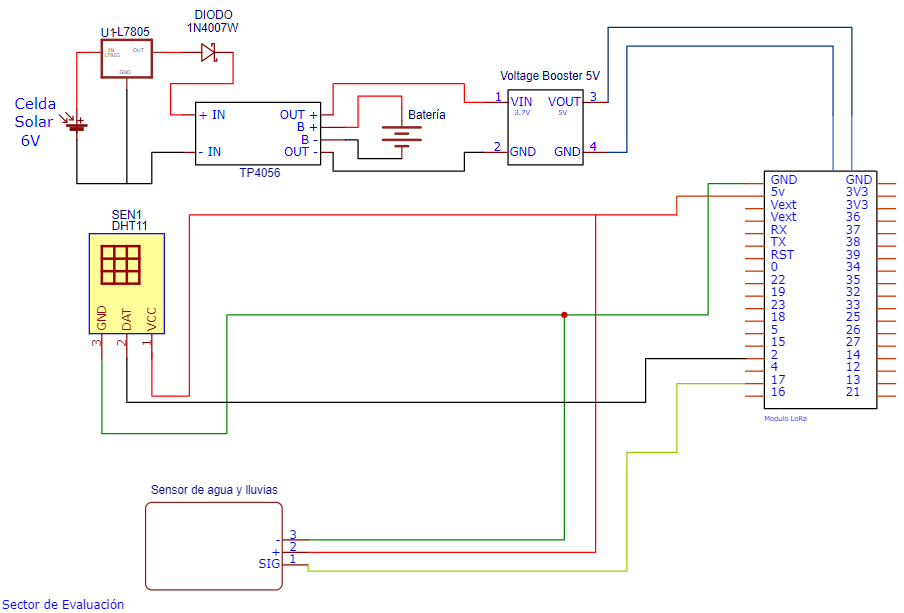 DIODO
1N4007W
U1
L7805
IN
L7805
OUT
GND
Celda
Solar
6V
+ IN
- IN
OUT +
B +
B -
OUT -
TP4056
Batería
Voltage Booster 5V
1
VIN
3.7V
VOUT
5V
3
2
GND
GND
4
SEN1
DHT11
GND
DAT
VCC
3
2
1
GND GND
5v 3V3
Vext 3V3
Vext 36
RX 37
TX 38
RST 39
0 34
22 35
19 32
23 33
18 25
5 26
15 27
2 14
4 12
17 13
16 21
Modulo LoRa
Sensor de agua y lluvias
- 3
+ 2
SIG 1
Sector de Evaluación